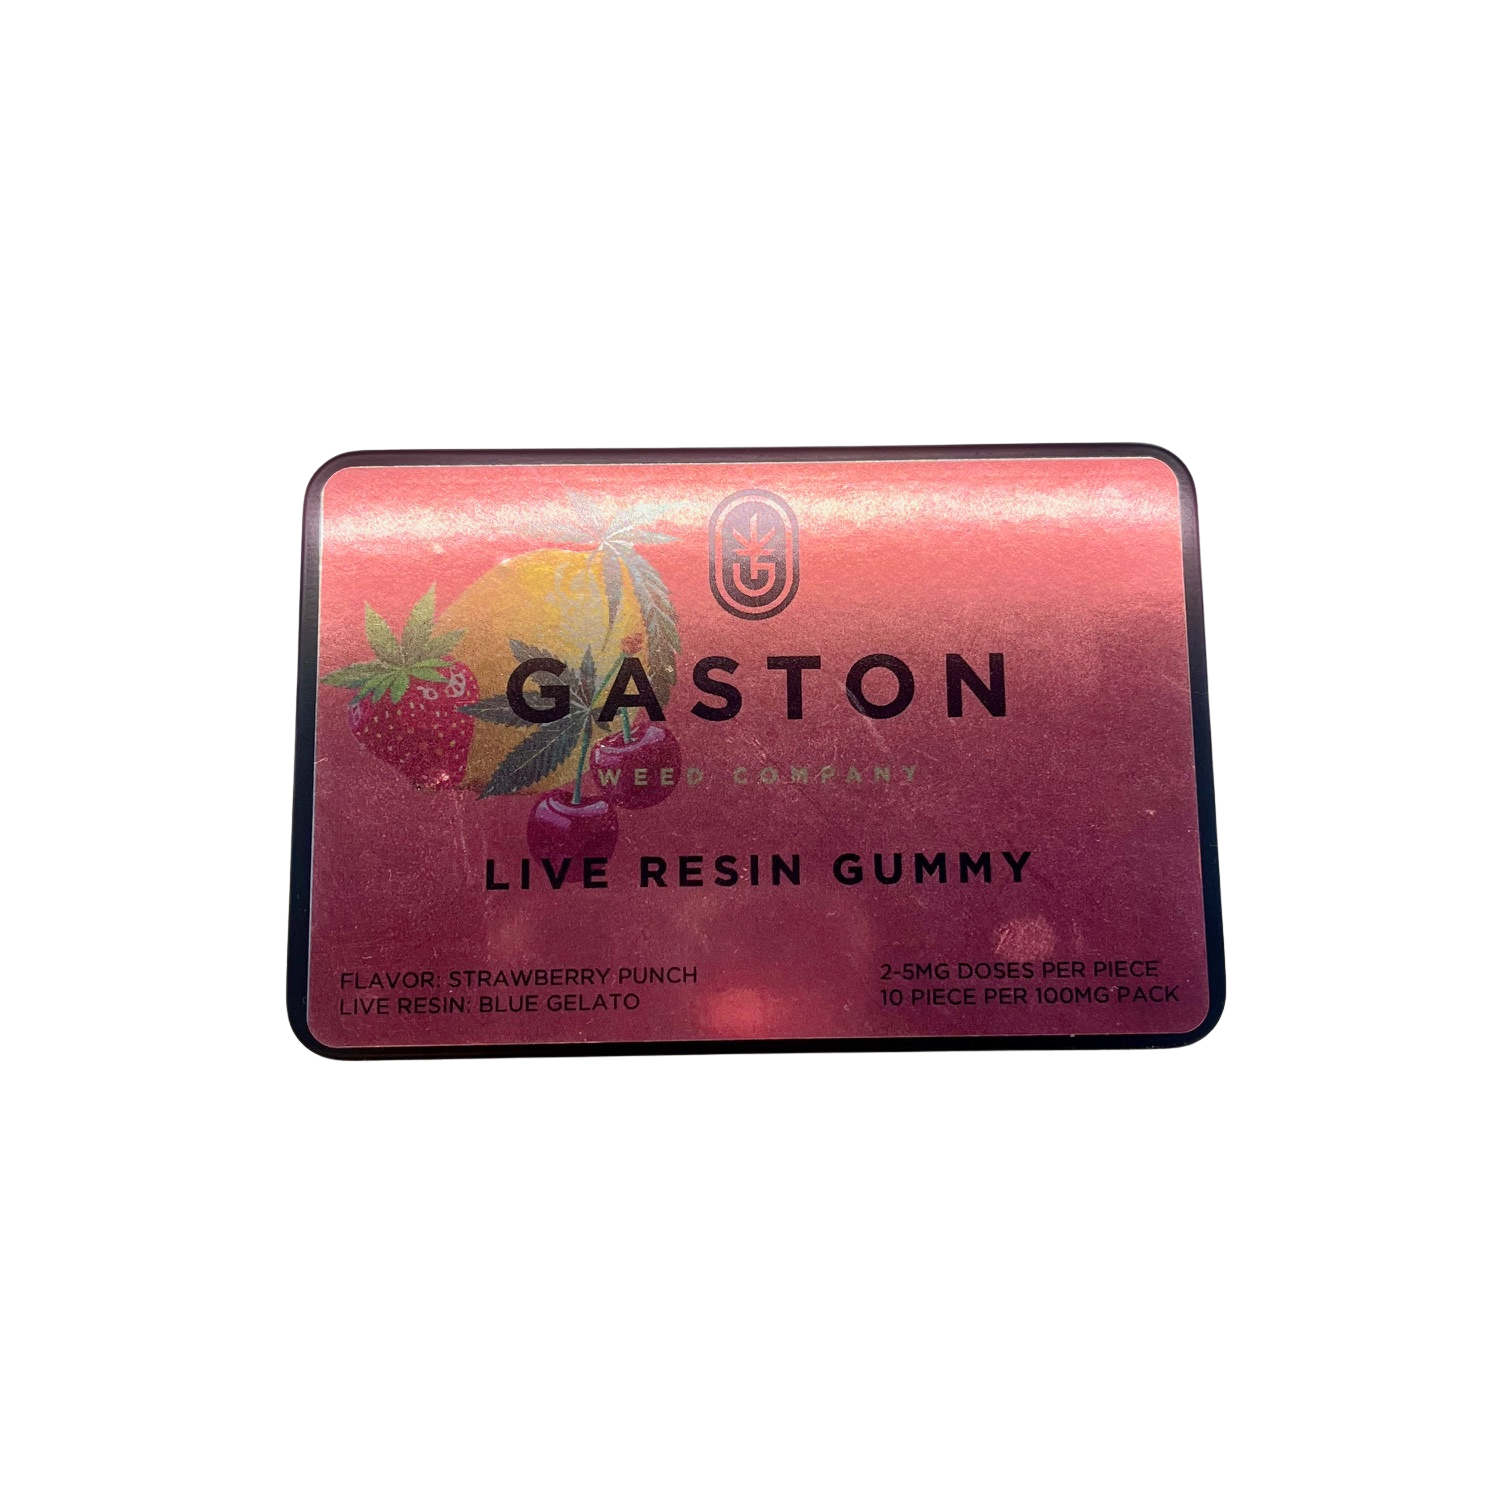 GASTON
WEED COMPANY
LIVE RESIN GUMMY
FLAVOR: STRAWBERRY PUNCH
LIVE RESIN: BLUE GELATO
2-5MG DOSES PER PIECE
10 PIECE PER 100MG PACK